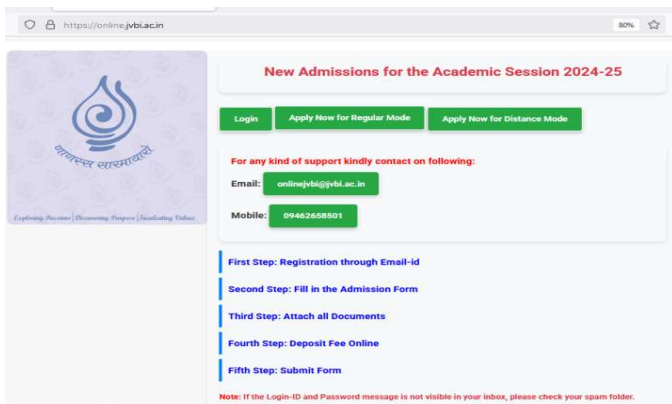 https://online.jvbi.ac.in
80%
New Admissions for the Academic Session 2024-25
Login
Apply Now for Regular Mode
Apply Now for Distance Mode
For any kind of support kindly contact on following:
Email: onlinejvbi@jvbi.ac.in
Mobile: 09462658501
णाणस्स सारमायारो
First Step: Registration through Email-id
Second Step: Fill in the Admission Form
Third Step: Attach all Documents
Fourth Step: Deposit Fee Online
Fifth Step: Submit Form
Note: If the Login-ID and Password message is not visible in your inbox, please check your spam folder.